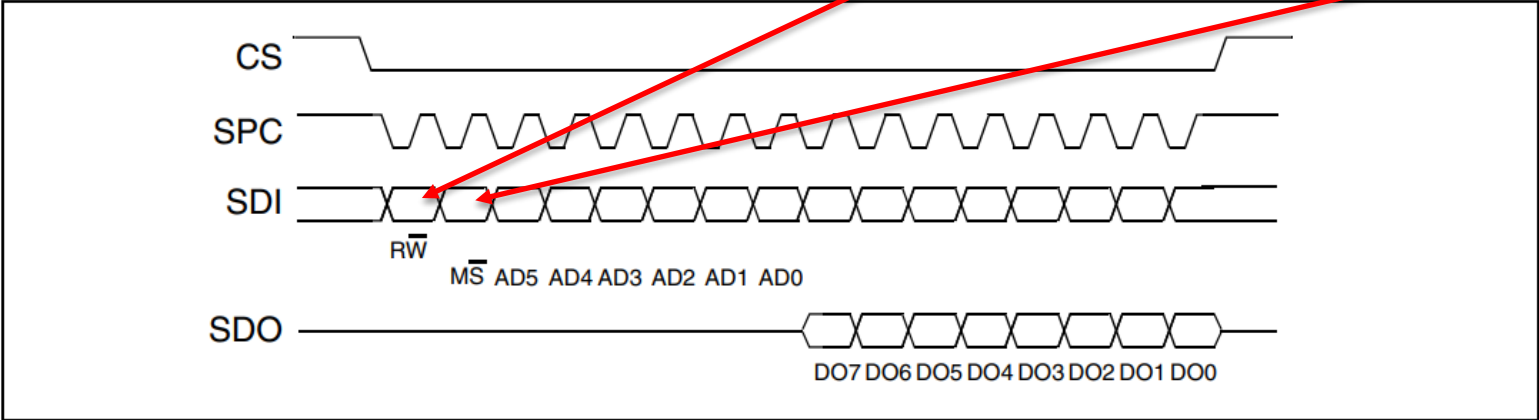 CS
SPC
SDI
RW̅
MS̅ AD5 AD4 AD3 AD2 AD1 AD0
SDO
DO7 DO6 DO5 DO4 DO3 DO2 DO1 DO0